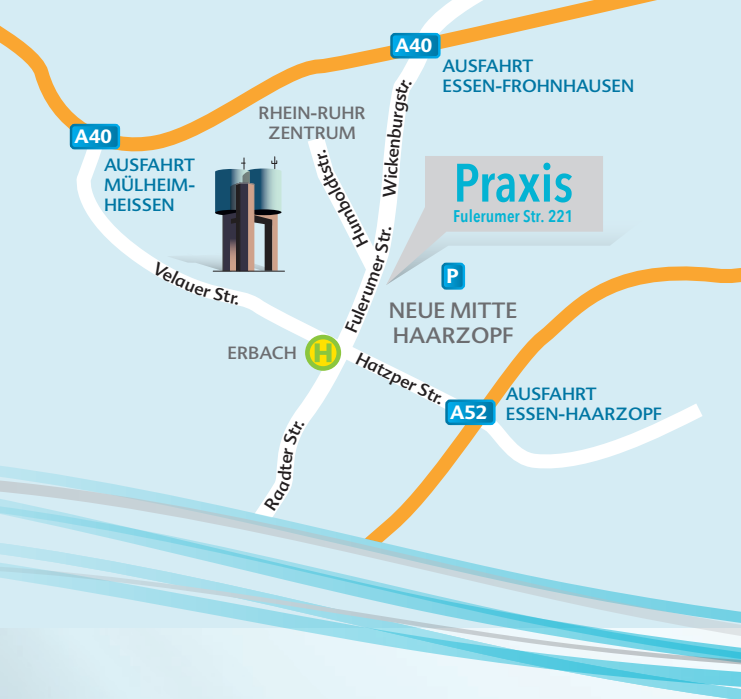 A40
AUSFAHRT
ESSEN-FROHNHAUSEN
RHEIN-RUHR
ZENTRUM
A40
AUSFAHRT
MÜLHEIM-
HEISSEN
Wickenburgstr.
Humboldtstr.
Praxis
Fulerumer Str. 221
Fulerumer Str.
Velauer Str.
P
NEUE MITTE
HAARZOPF
ERBACH
H
Hatzper Str.
A52
AUSFAHRT
ESSEN-HAARZOPF
Raadter Str.